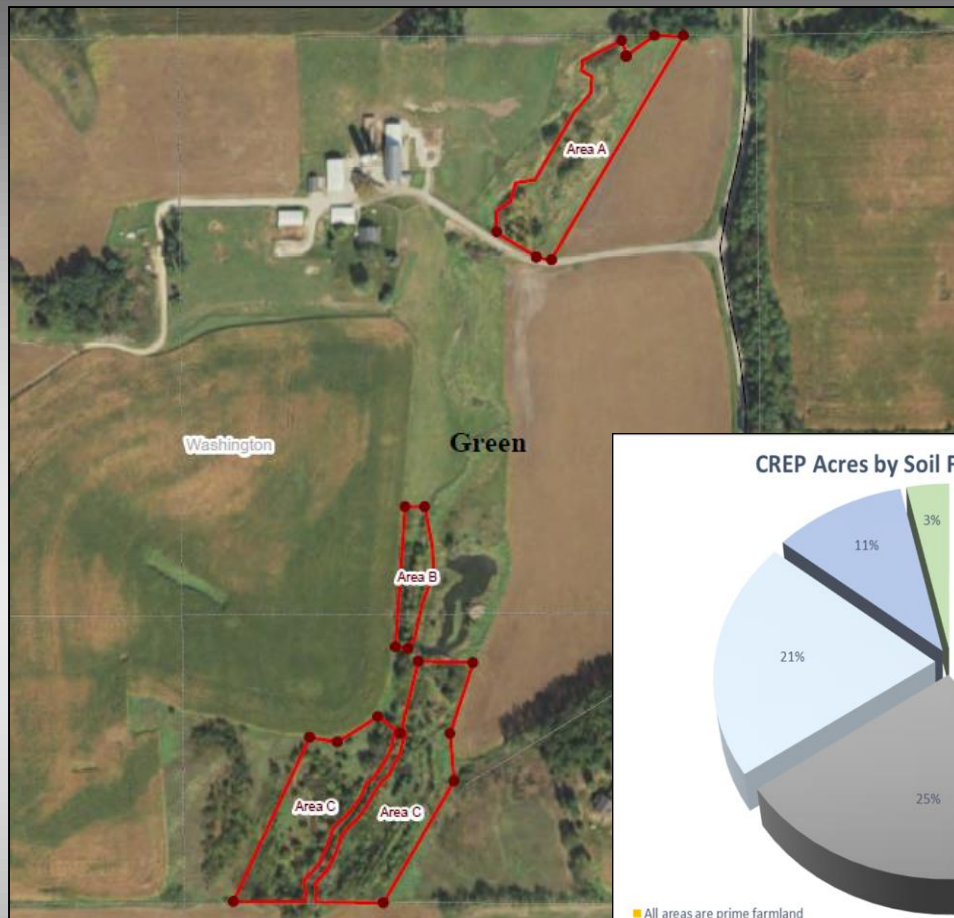 Area A
Washington
Green
Area B
Area C
Area C
CREP Acres by Soil
3%
11%
21%
25%
All areas are prime farmland